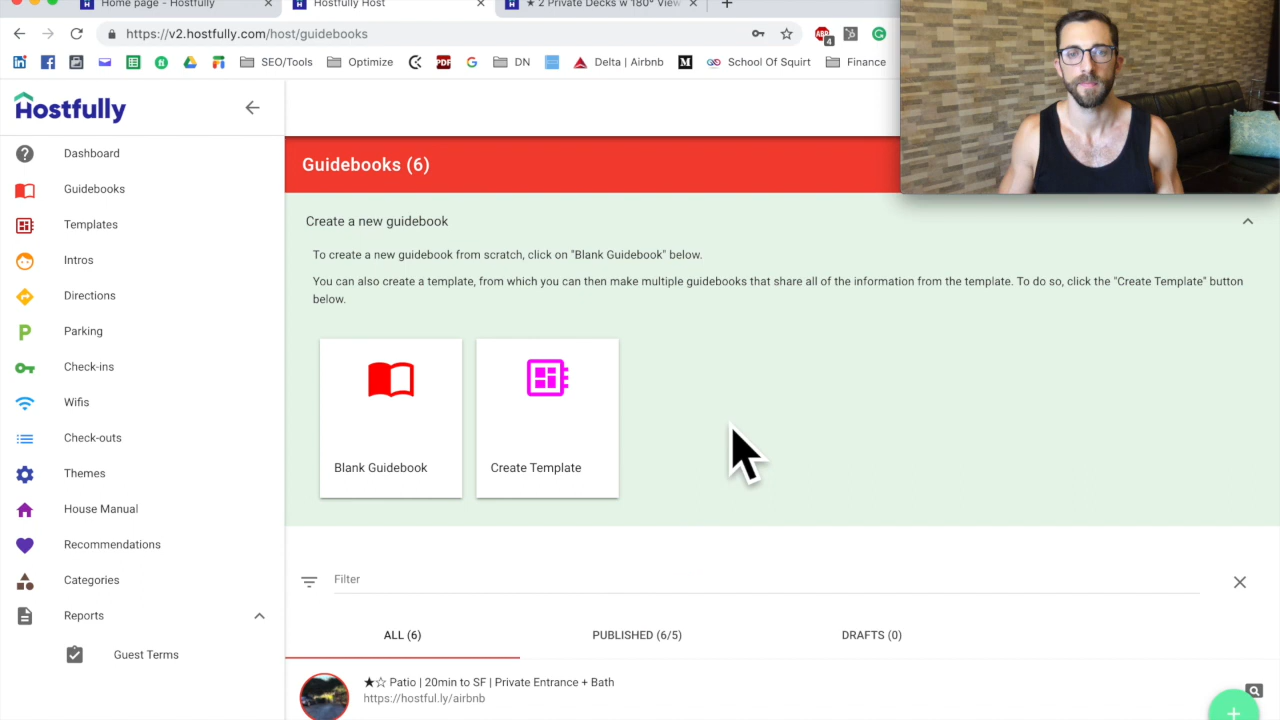 Home page - Hostfully
Hostfully Host
★ 2 Private Decks w 180° View
https://v2.hostfully.com/host/guidebooks
ABP
4
SEO/Tools
Optimize
PDF
DN
Delta | Airbnb
School Of Squirt
Finance
Hostfully
Dashboard
Guidebooks
Templates
Intros
Directions
Parking
Check-ins
Wifis
Check-outs
Themes
House Manual
Recommendations
Categories
Reports
Guest Terms
Guidebooks (6)
Create a new guidebook
To create a new guidebook from scratch, click on "Blank Guidebook" below.
You can also create a template, from which you can then make multiple guidebooks that share all of the information from the template. To do so, click the "Create Template" button
below.
Blank Guidebook
Create Template
Filter
ALL (6)
PUBLISHED (6/5)
DRAFTS (0)
★☆ Patio | 20min to SF | Private Entrance + Bath
https://hostful.ly/airbnb